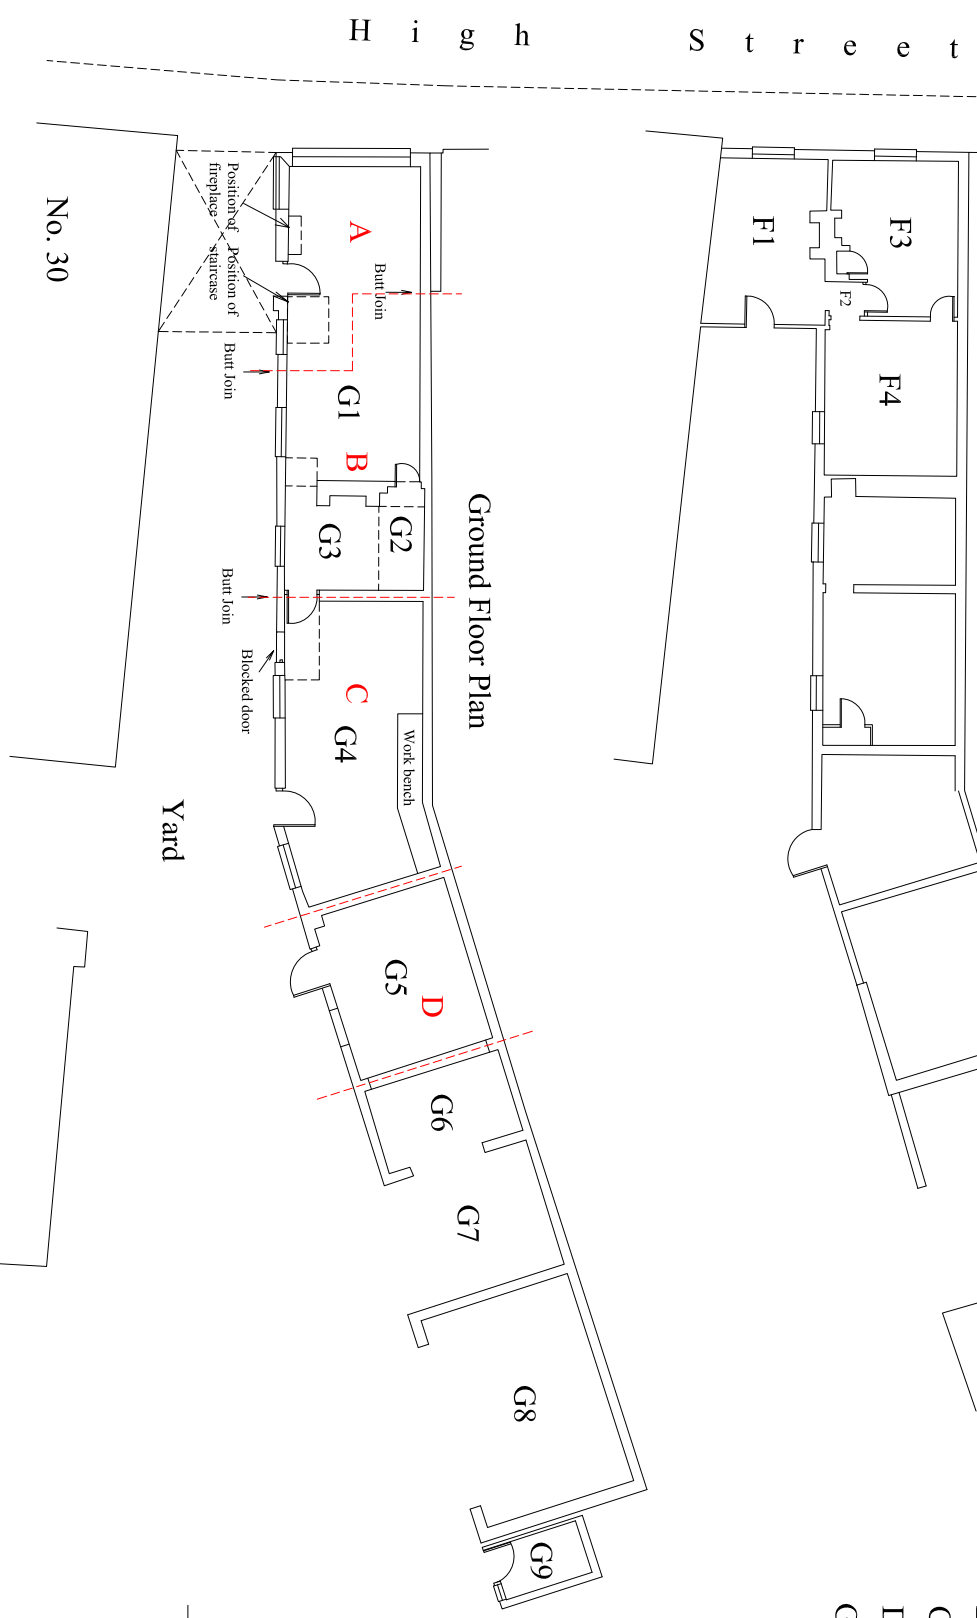 High Street
No. 30
Position of
fireplace
Position of
staircase
Butt Join
Butt Join
Butt Join
Blocked door
A
G1
B
G2
G3
C
G4
Work bench
Ground Floor Plan
Yard
G5
D
G6
G7
G8
G9
F1
F2
F3
F4